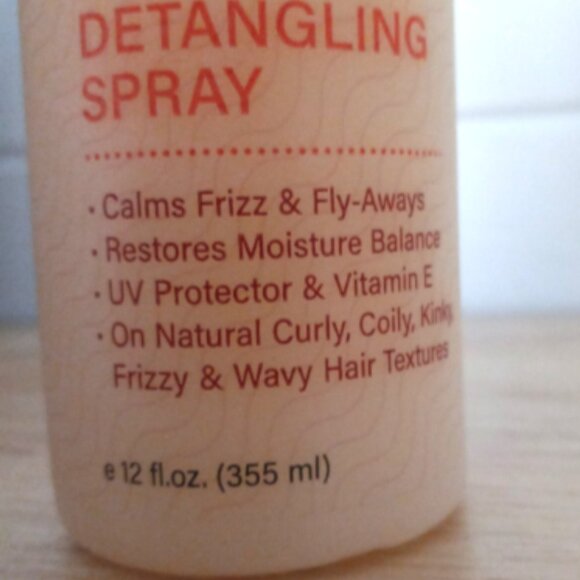 DETANGLING
SPRAY
· Calms Frizz & Fly-Aways
· Restores Moisture Balance
· UV Protector & Vitamin E
· On Natural Curly, Coily, Kinky,
Frizzy & Wavy Hair Textures
e 12 fl.oz. (355 ml)